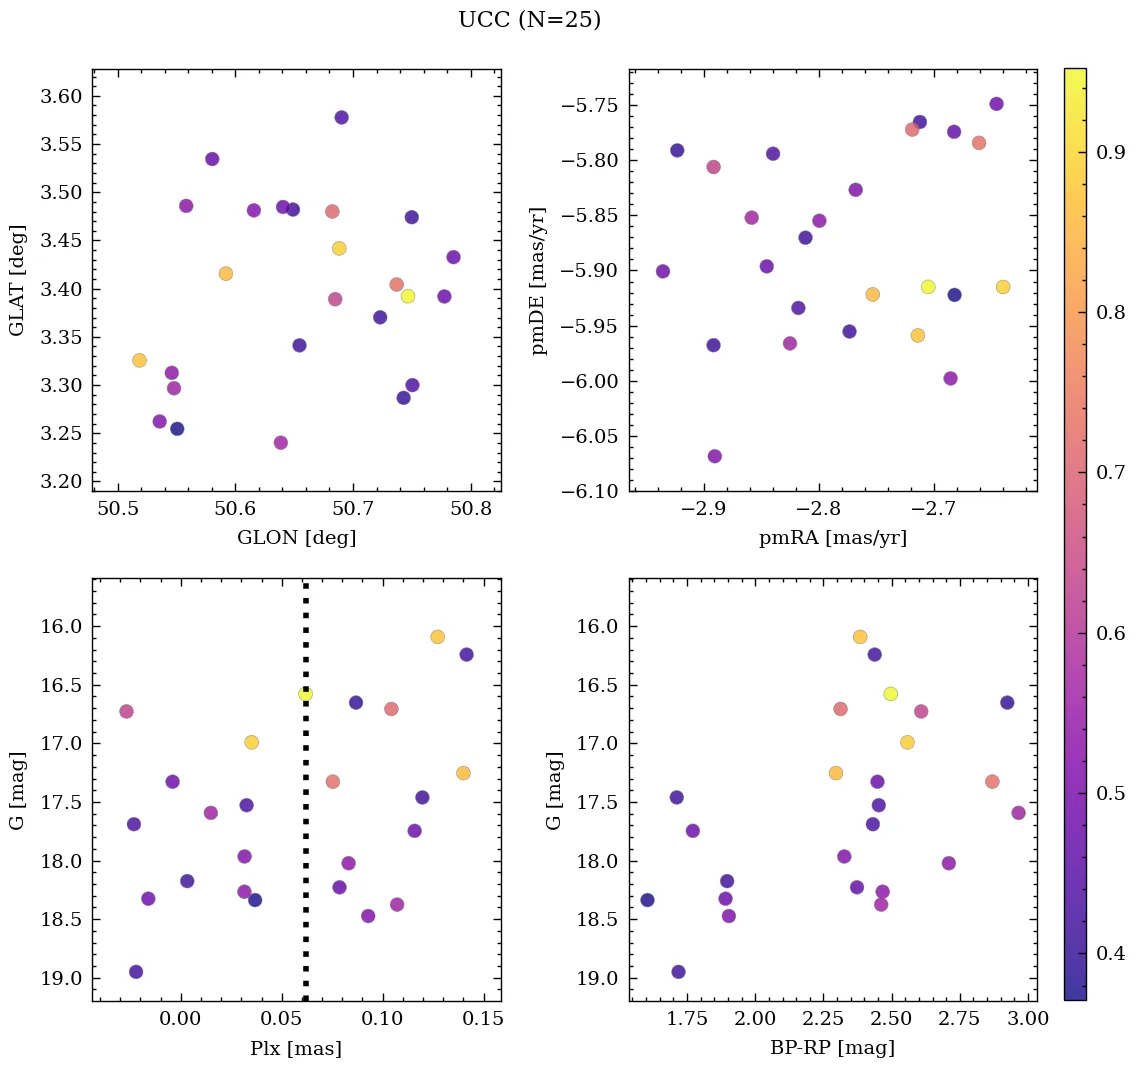 UCC (N=25)
3.60
3.55
3.50
3.45
3.40
3.35
3.30
3.25
3.20
GLAT [deg]
50.5 50.6 50.7 50.8
GLON [deg]
−5.75
−5.80
−5.85
−5.90
−5.95
−6.00
−6.05
−6.10
pmDE [mas/yr]
−2.9 −2.8 −2.7
pmRA [mas/yr]
0.9
0.8
0.7
0.6
0.5
0.4
16.0
16.5
17.0
17.5
18.0
18.5
19.0
G [mag]
0.00 0.05 0.10 0.15
Plx [mas]
16.0
16.5
17.0
17.5
18.0
18.5
19.0
G [mag]
1.75 2.00 2.25 2.50 2.75 3.00
BP-RP [mag]